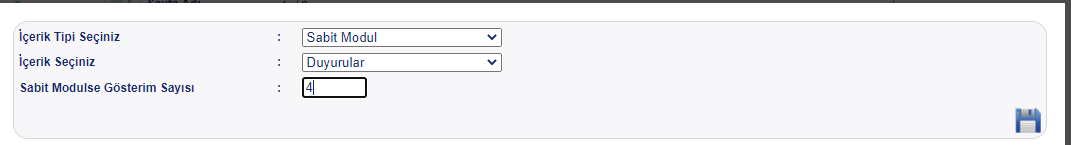 İçerik Tipi Seçiniz : Sabit Modul
İçerik Seçiniz : Duyurular
Sabit Modulse Gösterim Sayısı : 4